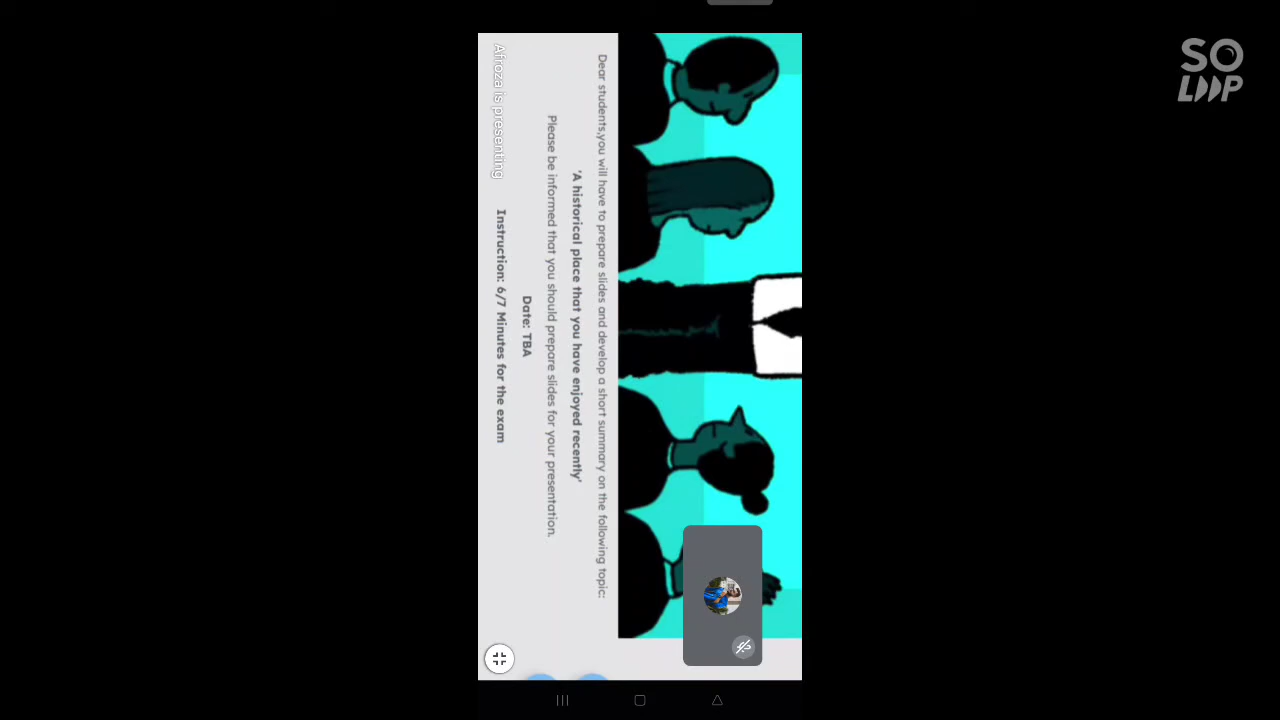 Dear students,you will have to prepare slides and develop a short summary on the following topic:
'A historical place that you have enjoyed recently'
Please be informed that you should prepare slides for your presentation.
Date: TBA
Instruction: 6/7 Minutes for the exam
Afroza is presenting
SO
LOOP